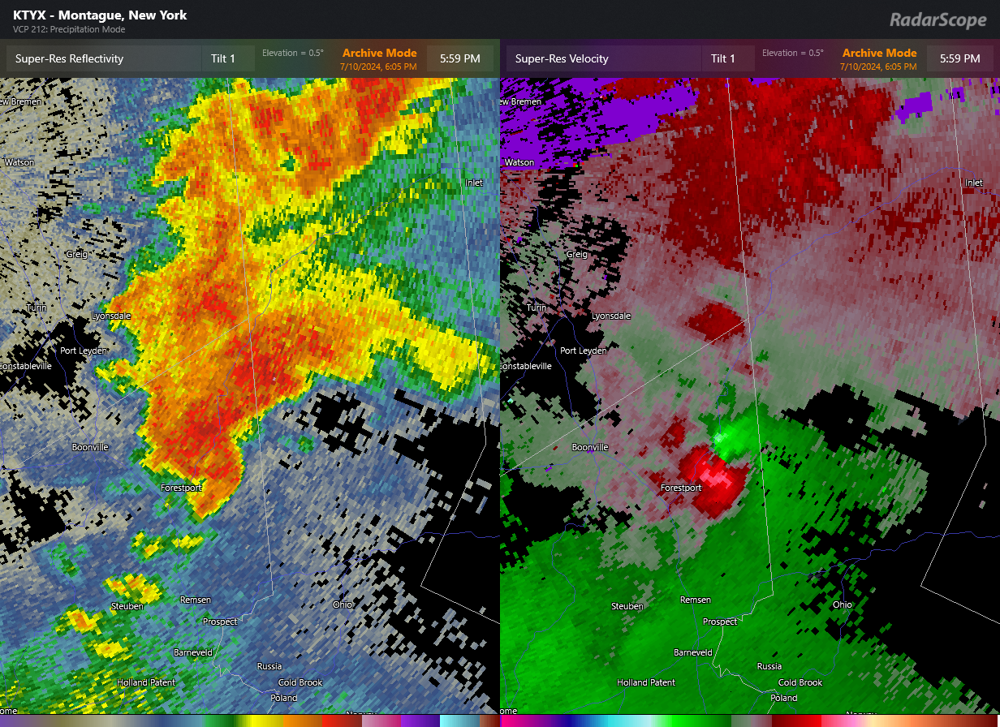 KTYX - Montague, New York
VCP 212: Precipitation Mode
RadarScope
Super-Res Reflectivity
Tilt 1
Elevation = 0.5°
Archive Mode
7/10/2024, 6:05 PM
5:59 PM
Super-Res Velocity
Tilt 1
Elevation = 0.5°
Archive Mode
7/10/2024, 6:05 PM
5:59 PM
ew Bremen
Watson
Inlet
Greig
Turin
Lyonsdale
Port Leyden
Constableville
Boonville
Forestport
Steuben
Remsen
Ohio
Prospect
Barneveld
Russia
Holland Patent
Cold Brook
Poland
ome
ew Bremen
Watson
Inlet
Greig
Turin
Lyonsdale
Port Leyden
onstableville
Boonville
Forestport
Steuben
Remsen
Ohio
Prospect
Barneveld
Russia
Holland Patent
Cold Brook
Poland
ome